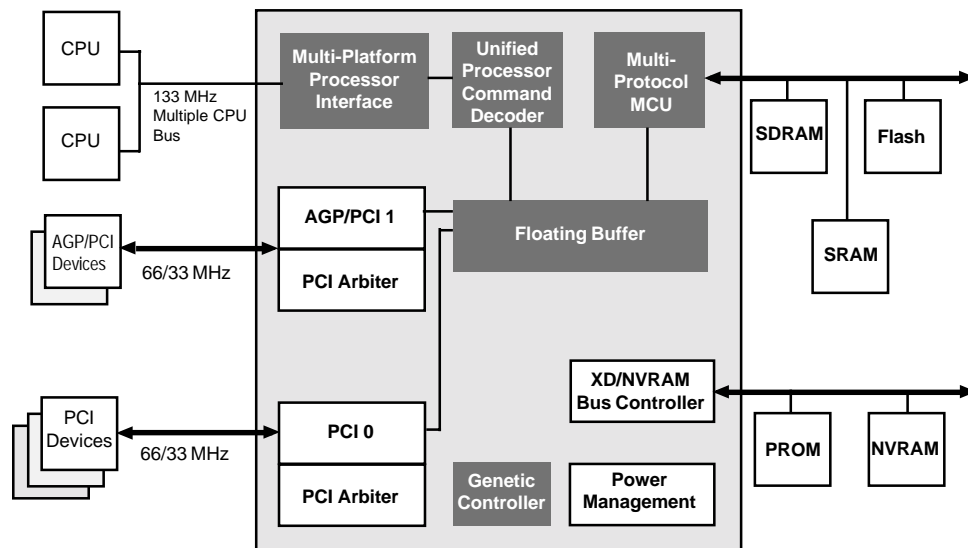 CPU
CPU
133 MHz
Multiple CPU
Bus
Multi-Platform
Processor
Interface
Unified
Processor
Command
Decoder
Multi-
Protocol
MCU
SDRAM
Flash
SRAM
AGP/PCI
Devices
66/33 MHz
AGP/PCI 1
PCI Arbiter
Floating Buffer
XD/NVRAM
Bus Controller
PROM
NVRAM
PCI
Devices
66/33 MHz
PCI 0
PCI Arbiter
Genetic
Controller
Power
Management